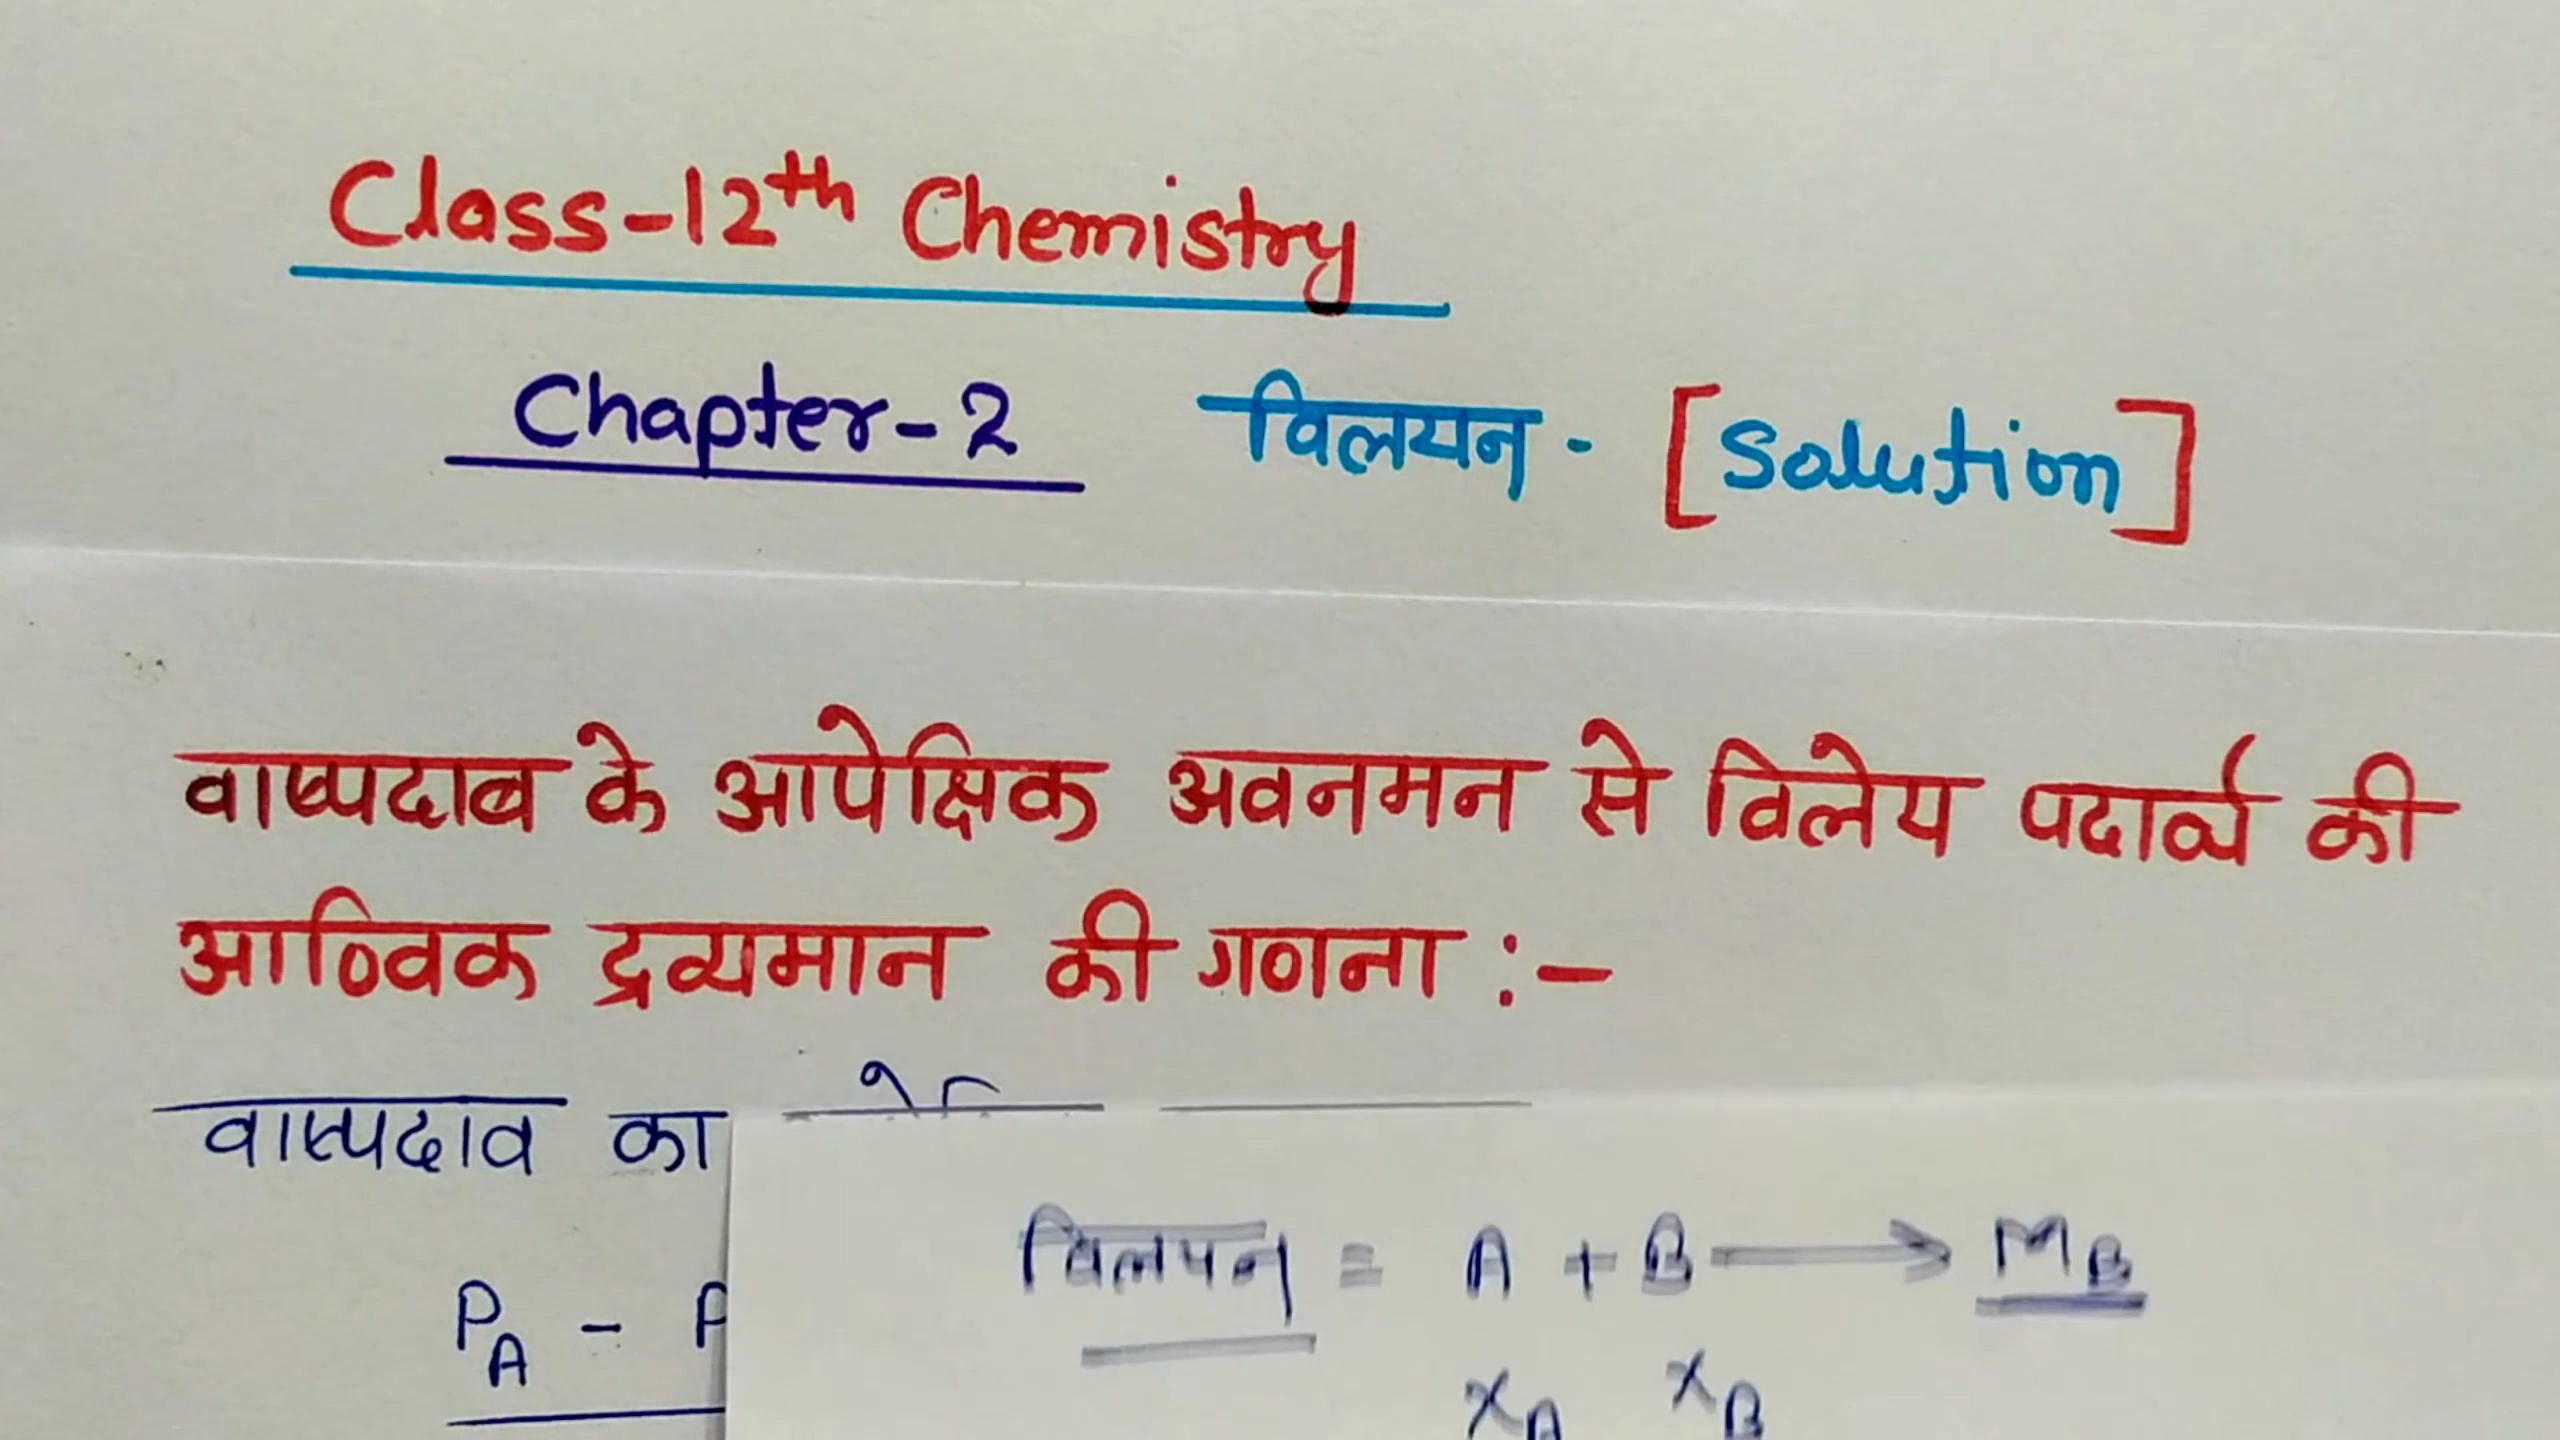 Class-12th Chemistry
Chapter-2 विलयन - [Solution]
वाष्पदाब के आपेक्षिक अवनमन से विलेय पदार्थ की
आण्विक द्रव्यमान की गणना :-
वाष्पदाव का
PA - P
विलयन = A + B → MB
XA XB